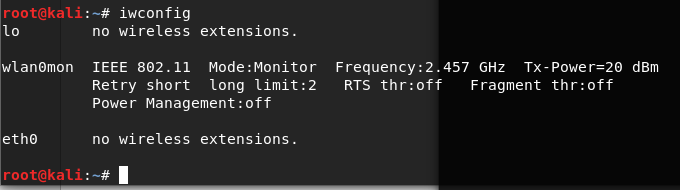 root@kali:~# iwconfig
lo        no wireless extensions.
wlan0mon  IEEE 802.11  Mode:Monitor  Frequency:2.457 GHz  Tx-Power=20 dBm
          Retry short  long limit:2   RTS thr:off   Fragment thr:off
          Power Management:off
eth0      no wireless extensions.
root@kali:~#